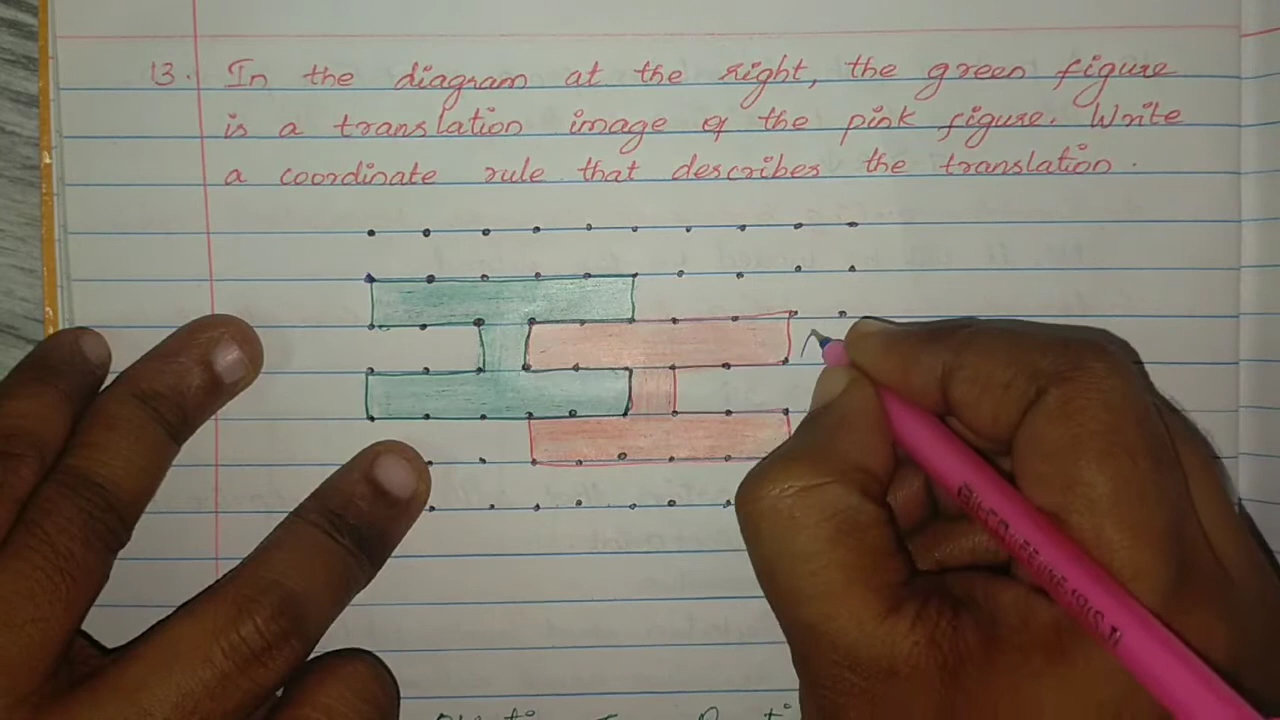 13. In the diagram at the right, the green figure
is a translation image of the pink figure. Write
a coordinate rule that describes the translation.